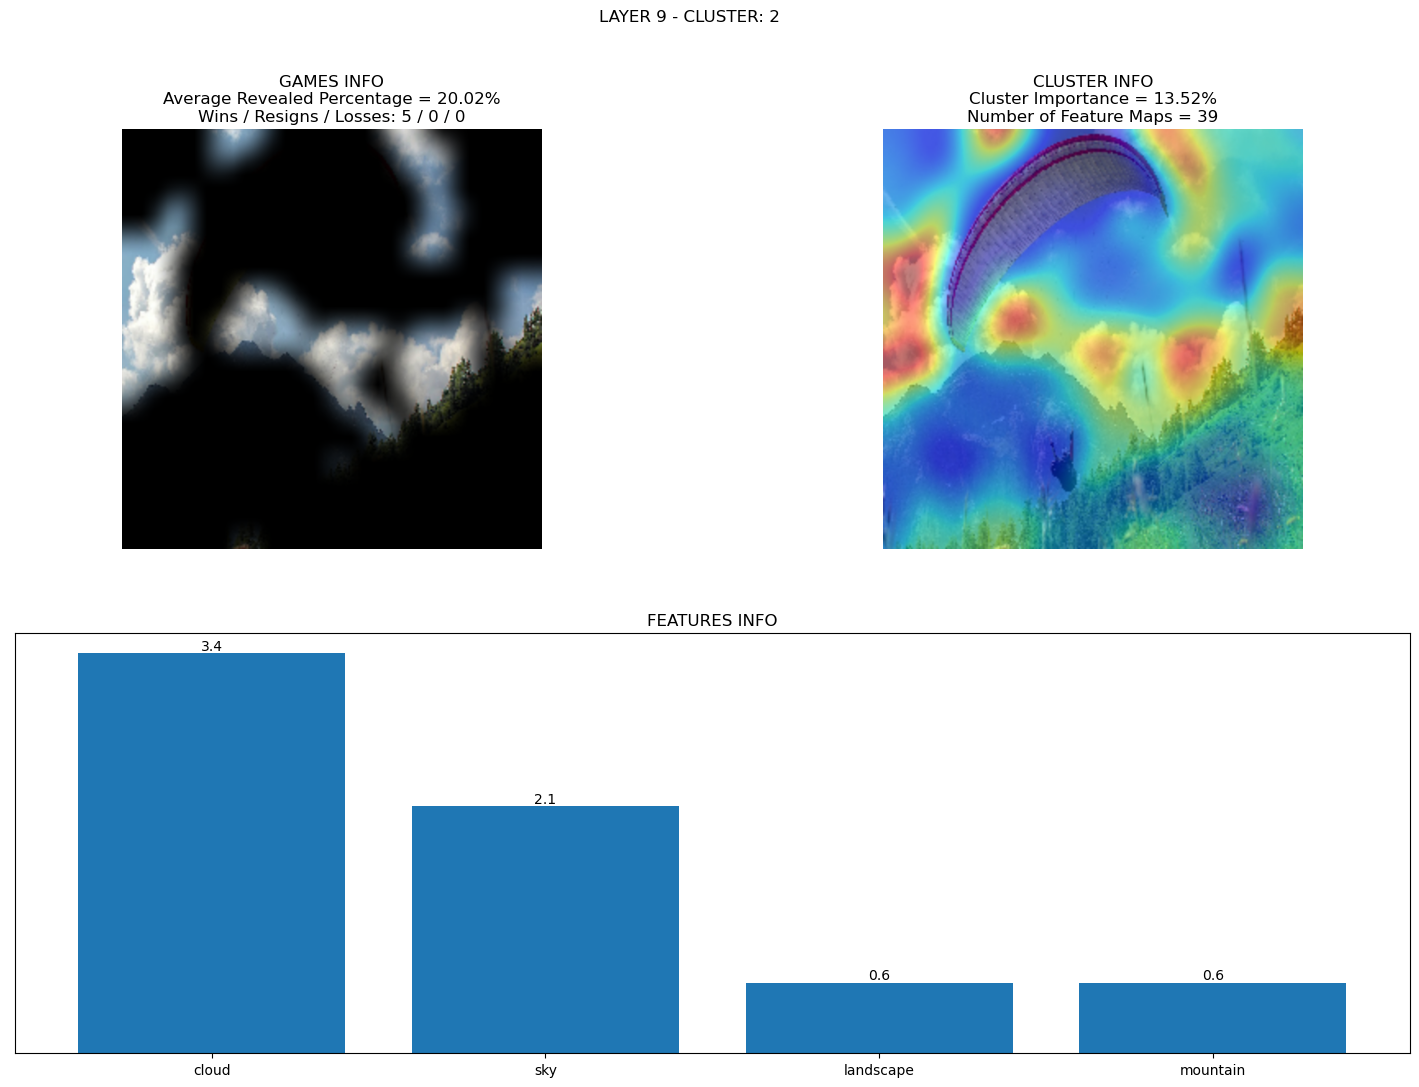 LAYER 9 - CLUSTER: 2
GAMES INFO
Average Revealed Percentage = 20.02%
Wins / Resigns / Losses: 5 / 0 / 0
CLUSTER INFO
Cluster Importance = 13.52%
Number of Feature Maps = 39
FEATURES INFO
3.4
2.1
0.6
0.6
cloud
sky
landscape
mountain